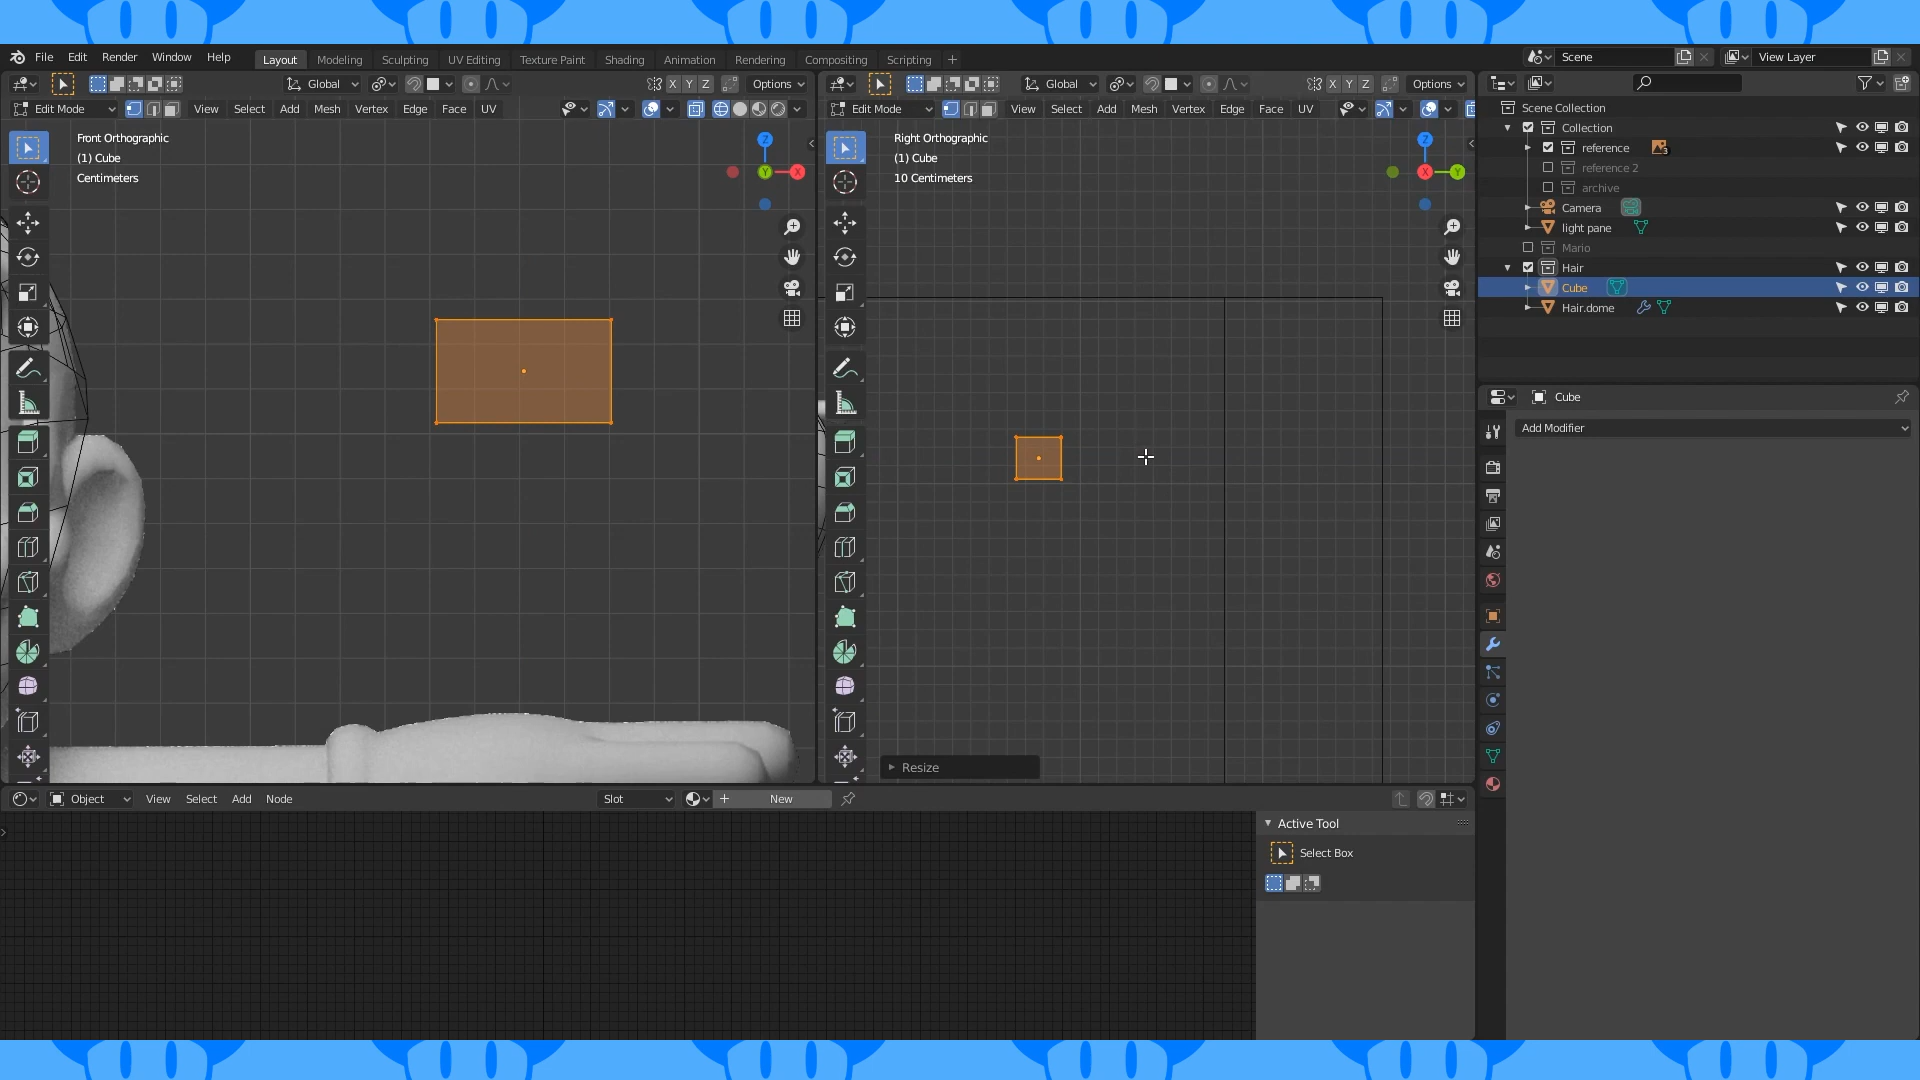 File Edit Render Window Help Layout Modeling Sculpting UV Editing Texture Paint Shading Animation Rendering Compositing Scripting + Scene View Layer
Global X Y Z Options Global X Y Z Options
Edit Mode View Select Add Mesh Vertex Edge Face UV Edit Mode View Select Add Mesh Vertex Edge Face UV
Front Orthographic
(1) Cube
Centimeters
Z
Y
X
Right Orthographic
(1) Cube
10 Centimeters
Z
X
Y
Resize
Scene Collection
Collection
reference 3
reference 2
archive
Camera
light pane
Mario
Hair
Cube
Hair.dome
Cube
Add Modifier
Object View Select Add Node Slot New
Active Tool
Select Box